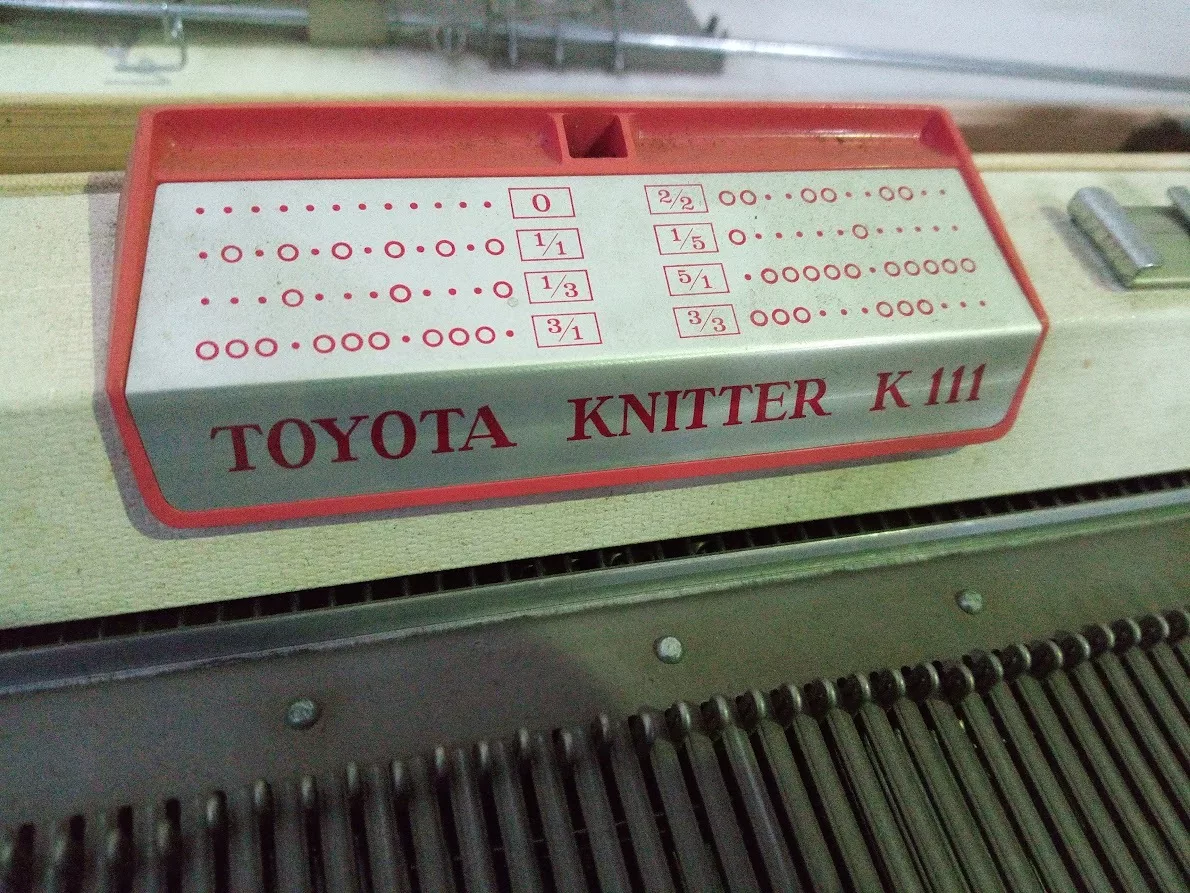 0 2/2
1/1 1/5
1/3 5/1
3/1 3/3
TOYOTA KNITTER K 111